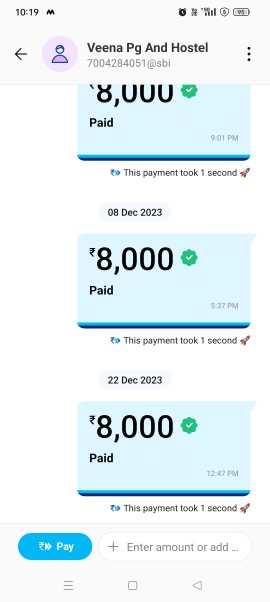 10:19
95
Veena Pg And Hostel
7004284051@sbi
₹8,000
Paid
9:01 PM
This payment took 1 second 🚀
08 Dec 2023
₹8,000
Paid
5:37 PM
This payment took 1 second 🚀
22 Dec 2023
₹8,000
Paid
12:47 PM
This payment took 1 second 🚀
Pay
+ Enter amount or add ...